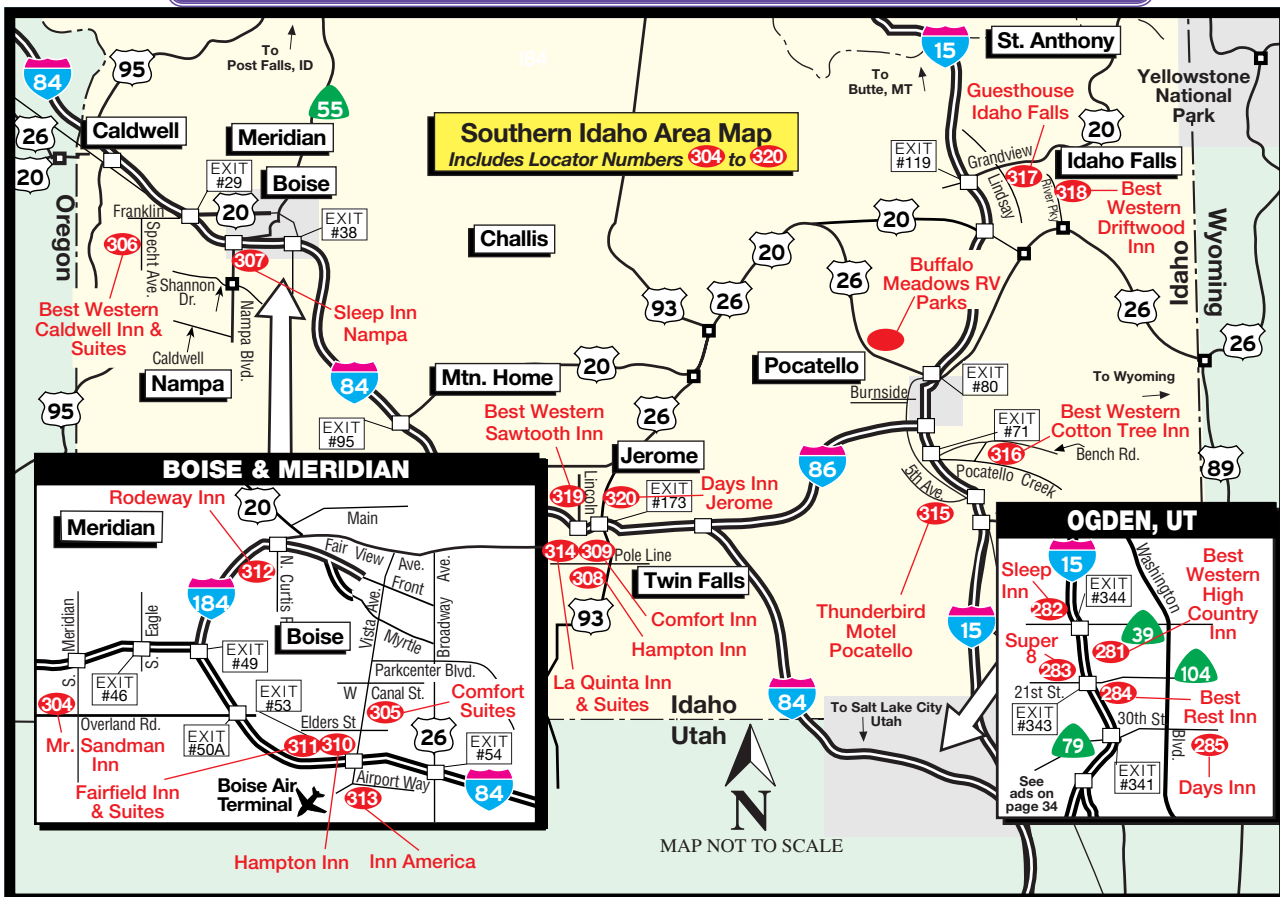 Southern Idaho Area Map
Includes Locator Numbers 304 to 320
164
84
95
To
Post Falls, ID
55
26
20
Caldwell
Meridian
EXIT
#29
Boise
20
EXIT
#38
Franklin
Specht Ave.
306
307
Oregon
Shannon
Dr.
Best Western
Caldwell Inn &
Suites
Sleep Inn
Nampa
Nampa Blvd.
Caldwell
Nampa
95
84
EXIT
#95
Challis
Mtn. Home
93
26
20
20
26
20
26
15
To
Butte, MT
St. Anthony
Yellowstone
National
Park
Guesthouse
Idaho Falls
20
EXIT
#119
Grandview
Lindsay
317
River Pky
318
Idaho Falls
Best
Western
Driftwood
Inn
Wyoming
Idaho
26
26
89
To Wyoming
Buffalo
Meadows RV
Parks
Pocatello
Burnside
EXIT
#80
EXIT
#71
Best Western
Cotton Tree Inn
316
Bench Rd.
Pocatello Creek
5th Ave.
315
Thunderbird
Motel
Pocatello
15
86
Best Western
Sawtooth Inn
Jerome
319
Lincoln
320
EXIT
#173
Days Inn
Jerome
314
309
Pole Line
308
Twin Falls
93
Comfort Inn
Hampton Inn
La Quinta Inn
& Suites
84
Idaho
Utah
To Salt Lake City
Utah
N
MAP NOT TO SCALE
BOISE & MERIDIAN
Rodeway Inn
20
Main
Meridian
Fair View
Ave.
Front
312
N. Curtis R
184
Boise
Vista Ave.
Myrtle
Broadway Ave.
S. Meridian
S. Eagle
EXIT
#49
EXIT
#46
Parkcenter Blvd.
W
Canal St.
305
Comfort
Suites
304
Overland Rd.
EXIT
#53
EXIT
#50A
Elders St
311
310
26
EXIT
#54
Mr. Sandman
Inn
Fairfield Inn
& Suites
Boise Air
Terminal
Airport Way
313
84
Hampton Inn
Inn America
OGDEN, UT
15
Washington
Blvd.
Sleep
Inn
282
EXIT
#344
Best
Western
High
Country
Inn
281
39
Super
8
283
104
21st St.
284
Best
Rest Inn
EXIT
#343
30th St
79
285
Days Inn
EXIT
#341
See
ads on
page 34